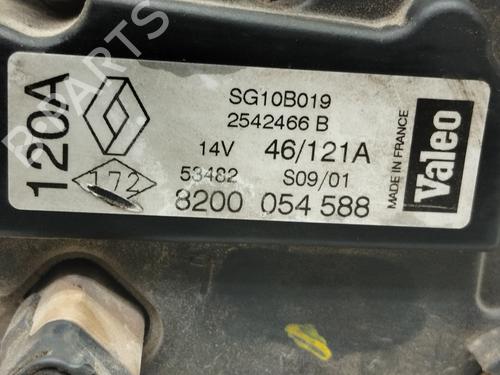 120A
SG10B019
2542466 B
14V 46/121A
172 53482 S09/01
8200 054 588
MADE IN FRANCE
Valeo